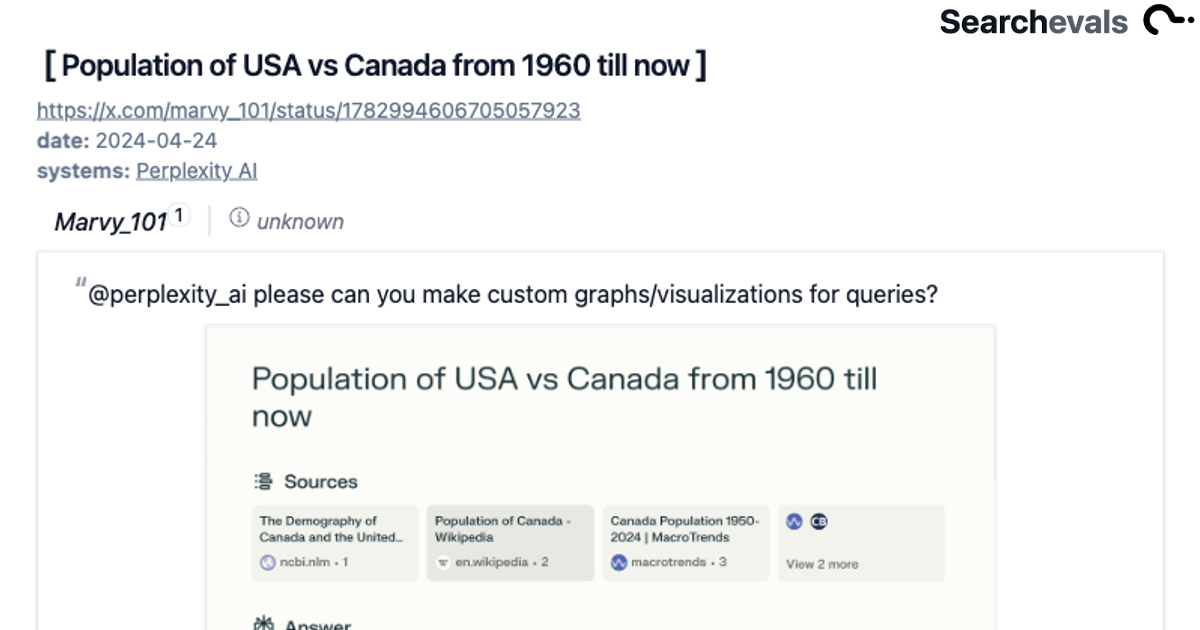 Searchevals
[ Population of USA vs Canada from 1960 till now ]
https://x.com/marvy_101/status/1782994606705057923
date: 2024-04-24
systems: Perplexity AI
Marvy_101 1 unknown
"@perplexity_ai please can you make custom graphs/visualizations for queries?
Population of USA vs Canada from 1960 till
now
Sources
The Demography of
Canada and the United...
ncbi.nlm · 1
Population of Canada -
Wikipedia
W en.wikipedia · 2
Canada Population 1950-
2024 | MacroTrends
macrotrends · 3
CB
View 2 more
Answer